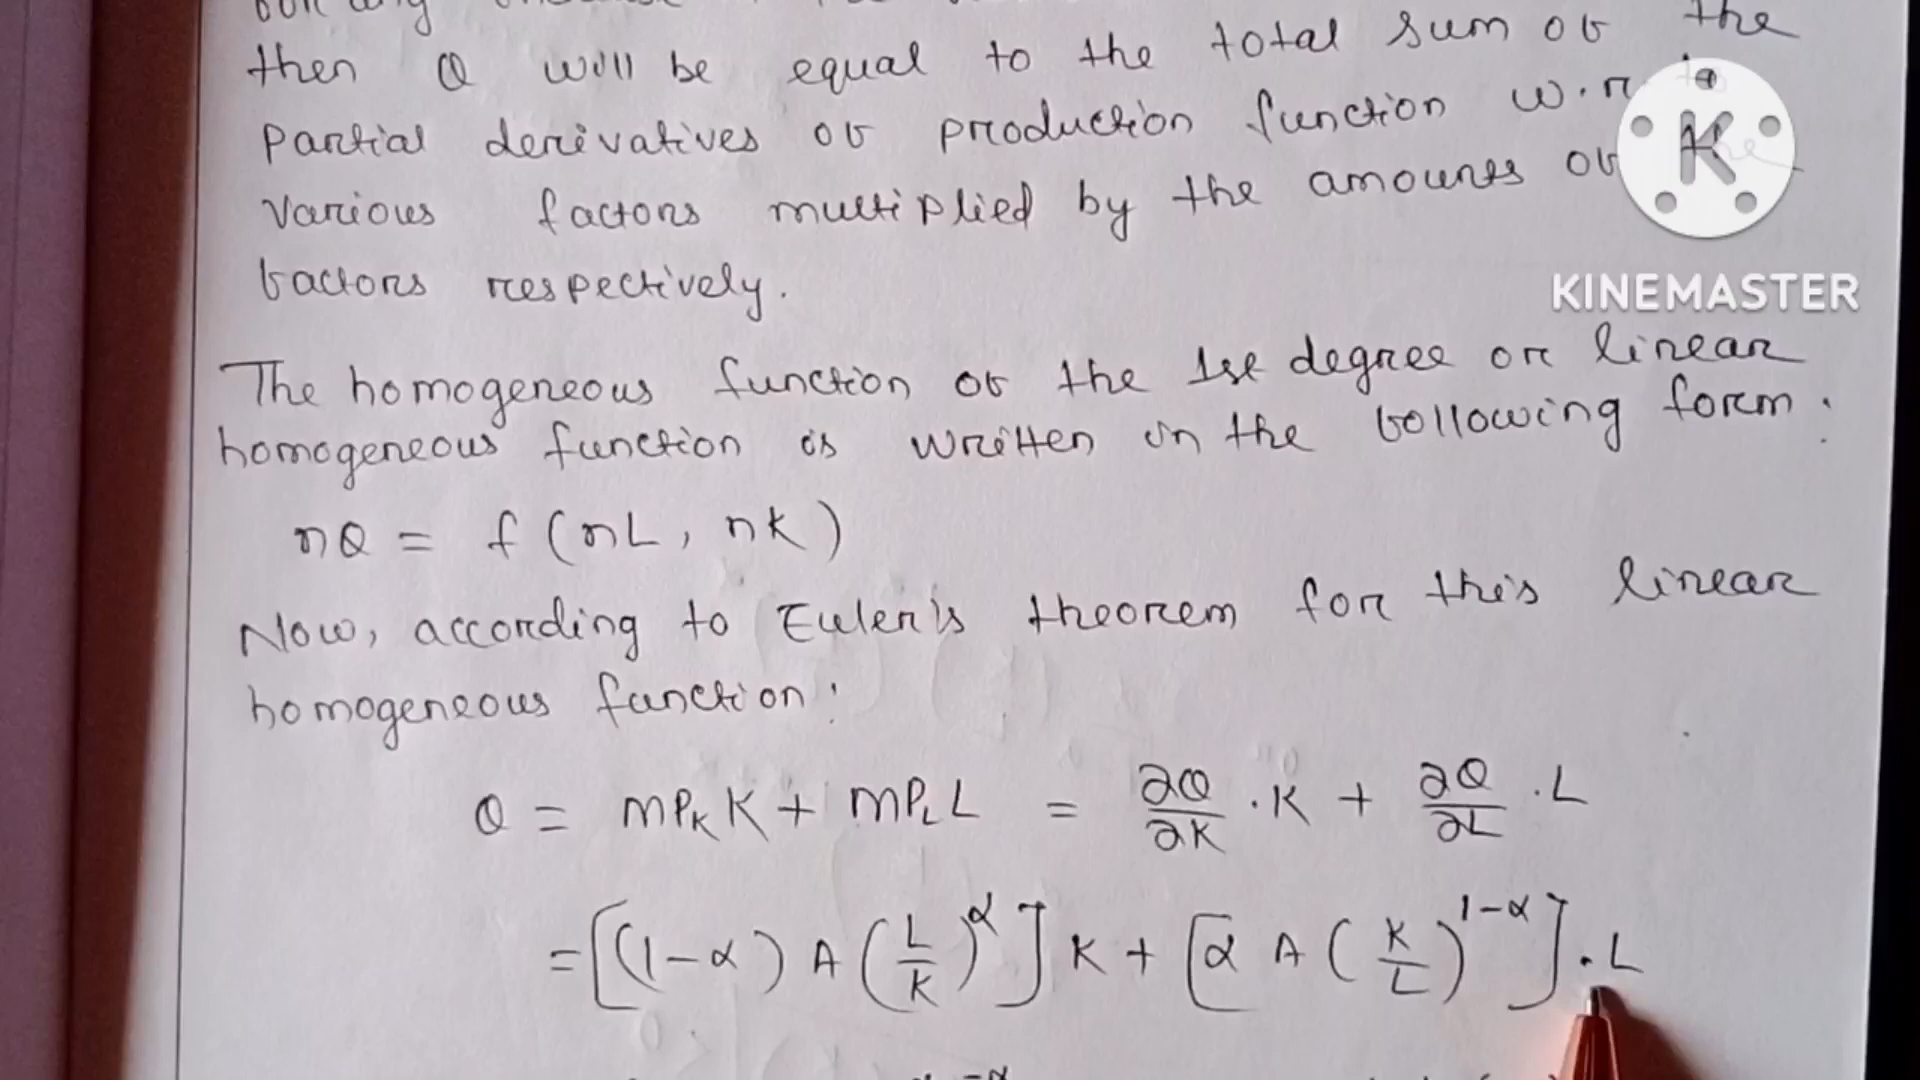 then Q will be equal to the total sum of the
partial derivatives of production function w.r. to
various factors multiplied by the amounts of
factors respectively.
K
KINEMASTER
The homogeneous function of the 1st degree or linear
homogeneous function is written in the following form:
nQ = f (nL, nK)
Now, according to Euler's theorem for this linear
homogeneous function:
Q = MP_K K + MP_L L = ∂Q/∂K . K + ∂Q/∂L . L
= [(1-α) A (L/K)^α] K + [α A (K/L)^1-α] . L